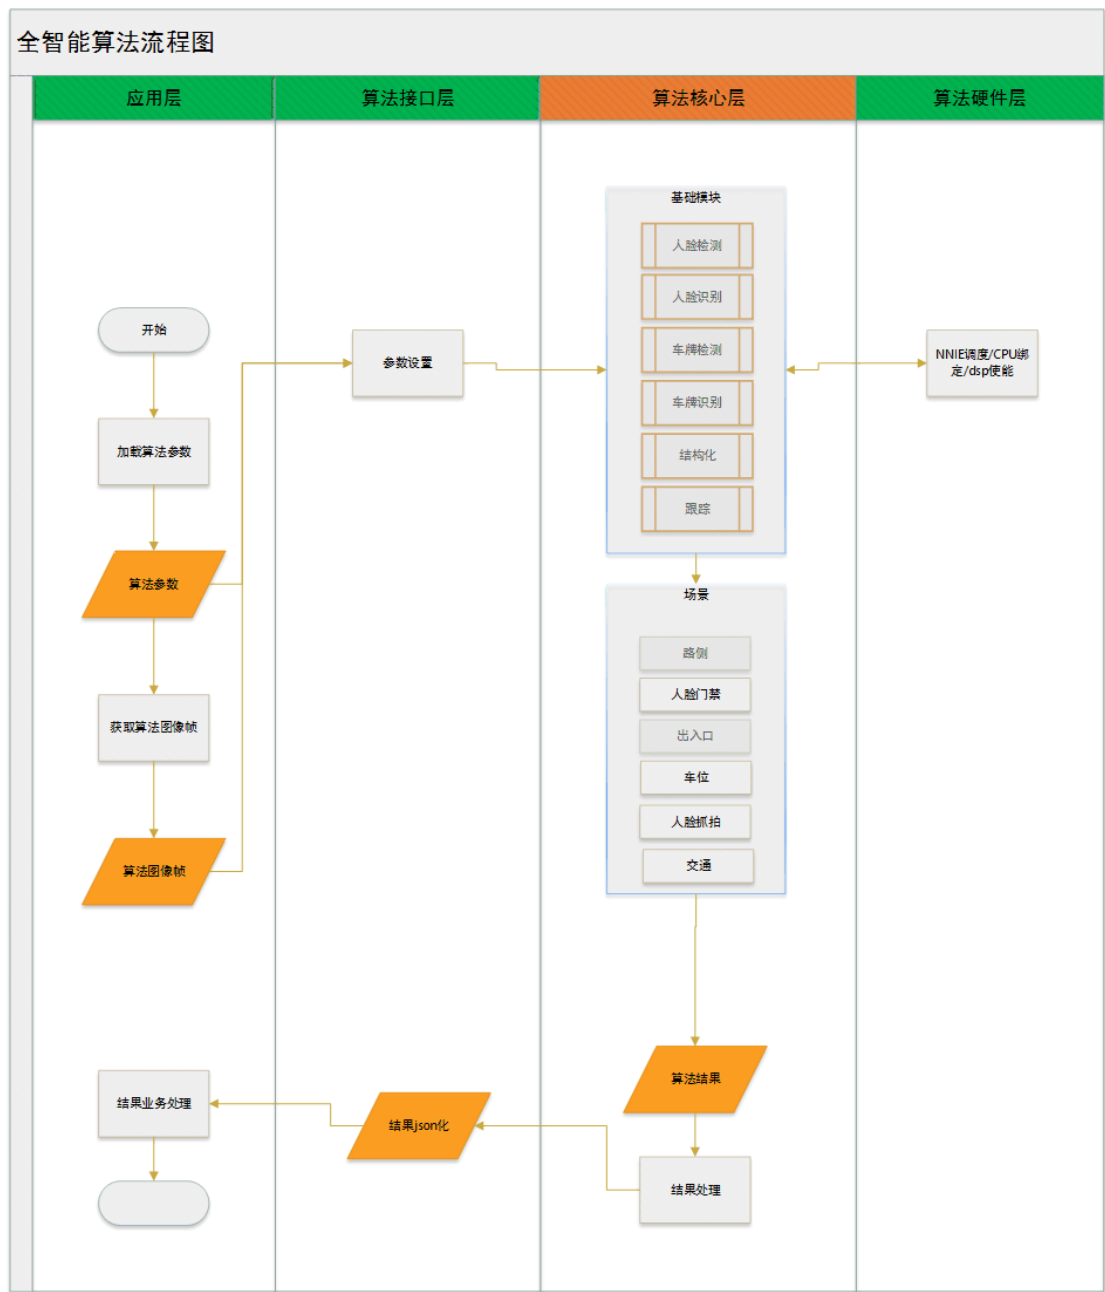 全智能算法流程图
应用层
算法接口层
算法核心层
算法硬件层
开始
加载算法参数
算法参数
获取算法图像帧
算法图像帧
参数设置
基础模块
人脸检测
人脸识别
车牌检测
车牌识别
结构化
跟踪
NNIE调度/CPU绑
定/dsp使能
场景
路侧
人脸门禁
出入口
车位
人脸抓拍
交通
算法结果
结果处理
结果json化
结果业务处理